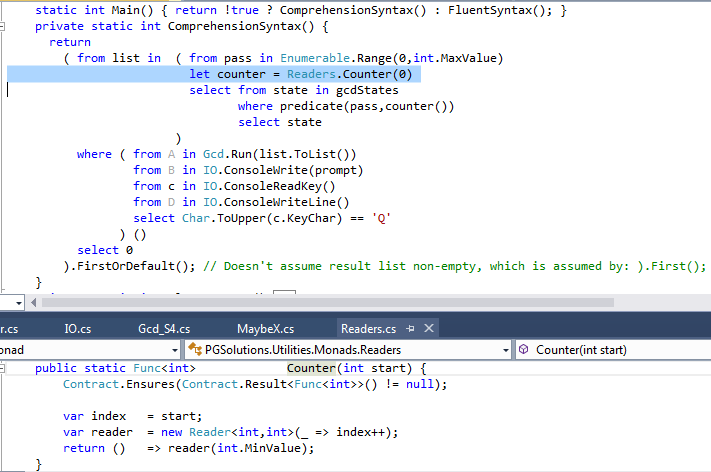 static int Main() { return !true ? ComprehensionSyntax() : FluentSyntax(); }
private static int ComprehensionSyntax() {
return
( from list in ( from pass in Enumerable.Range(0,int.MaxValue)
let counter = Readers.Counter(0)
select from state in gcdStates
where predicate(pass,counter())
select state
)
where ( from A in Gcd.Run(list.ToList())
from B in IO.ConsoleWrite(prompt)
from c in IO.ConsoleReadKey()
from D in IO.ConsoleWriteLine()
select Char.ToUpper(c.KeyChar) == 'Q'
) ()
select 0
).FirstOrDefault(); // Doesn't assume result list non-empty, which is assumed by: ).First();
}
r.cs IO.cs Gcd_S4.cs MaybeX.cs Readers.cs
onad PGSolutions.Utilities.Monads.Readers Counter(int start)
public static Func<int> Counter(int start) {
Contract.Ensures(Contract.Result<Func<int>>() != null);
var index = start;
var reader = new Reader<int,int>(_ => index++);
return () => reader(int.MinValue);
}